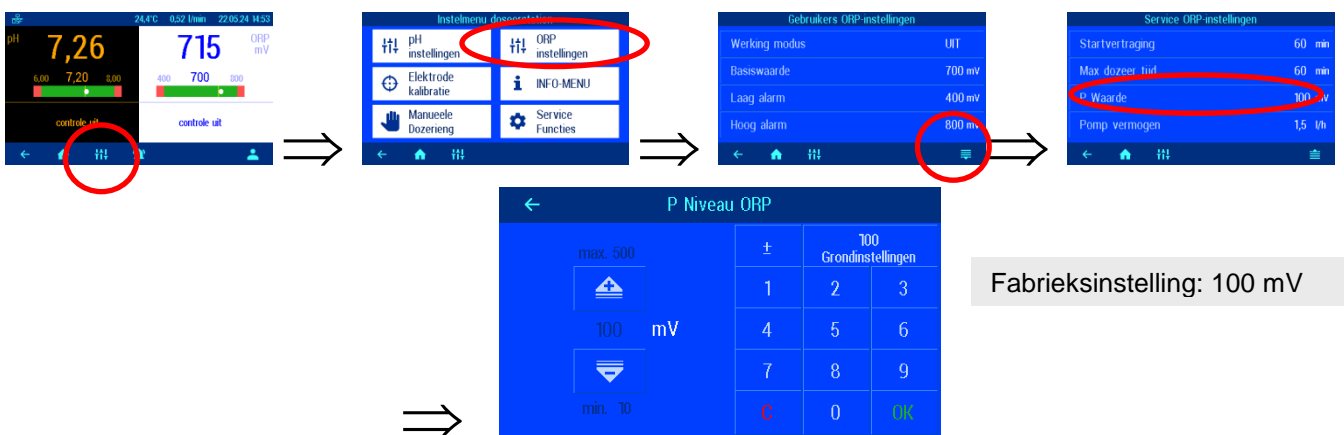 24,4°C 0,52 l/min 22.05.24 14:53
pH 7,26
6,00 7,20 8,00
controle uit
715 ORP mV
400 700 800
controle uit
Instelmenu doseerstation
pH instellingen
ORP instellingen
Elektrode kalibratie
INFO-MENU
Manueele Dozerieng
Service Functies
Gebruikers ORP-instellingen
Werking modus UIT
Basiswaarde 700 mV
Laag alarm 400 mV
Hoog alarm 800 mV
Service ORP-instellingen
Startvertraging 60 min
Max dozeer tijd 60 min
P Waarde 100 mV
Pomp vermogen 1,5 l/h
P Niveau ORP
max. 500
100 mV
min. 10
± 100
Grondinstellingen
1 2 3
4 5 6
7 8 9
C 0 OK
Fabrieksinstelling: 100 mV